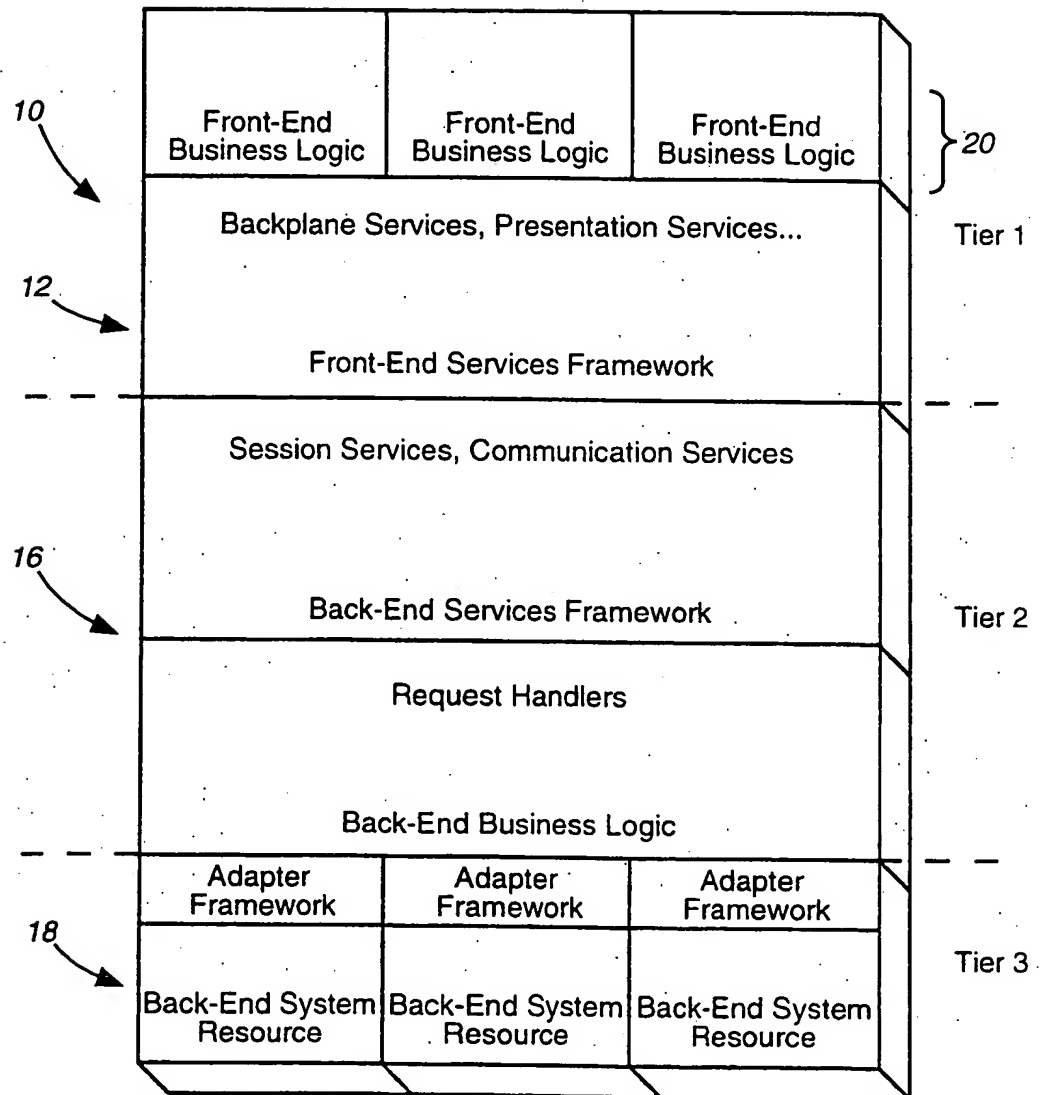 10
Front-End
Business Logic
Front-End
Business Logic
Front-End
Business Logic
20
Backplane Services, Presentation Services...
Tier 1
12
Front-End Services Framework
Session Services, Communication Services
16
Back-End Services Framework
Tier 2
Request Handlers
Back-End Business Logic
Adapter
Framework
Adapter
Framework
Adapter
Framework
18
Tier 3
Back-End System
Resource
Back-End System
Resource
Back-End System
Resource